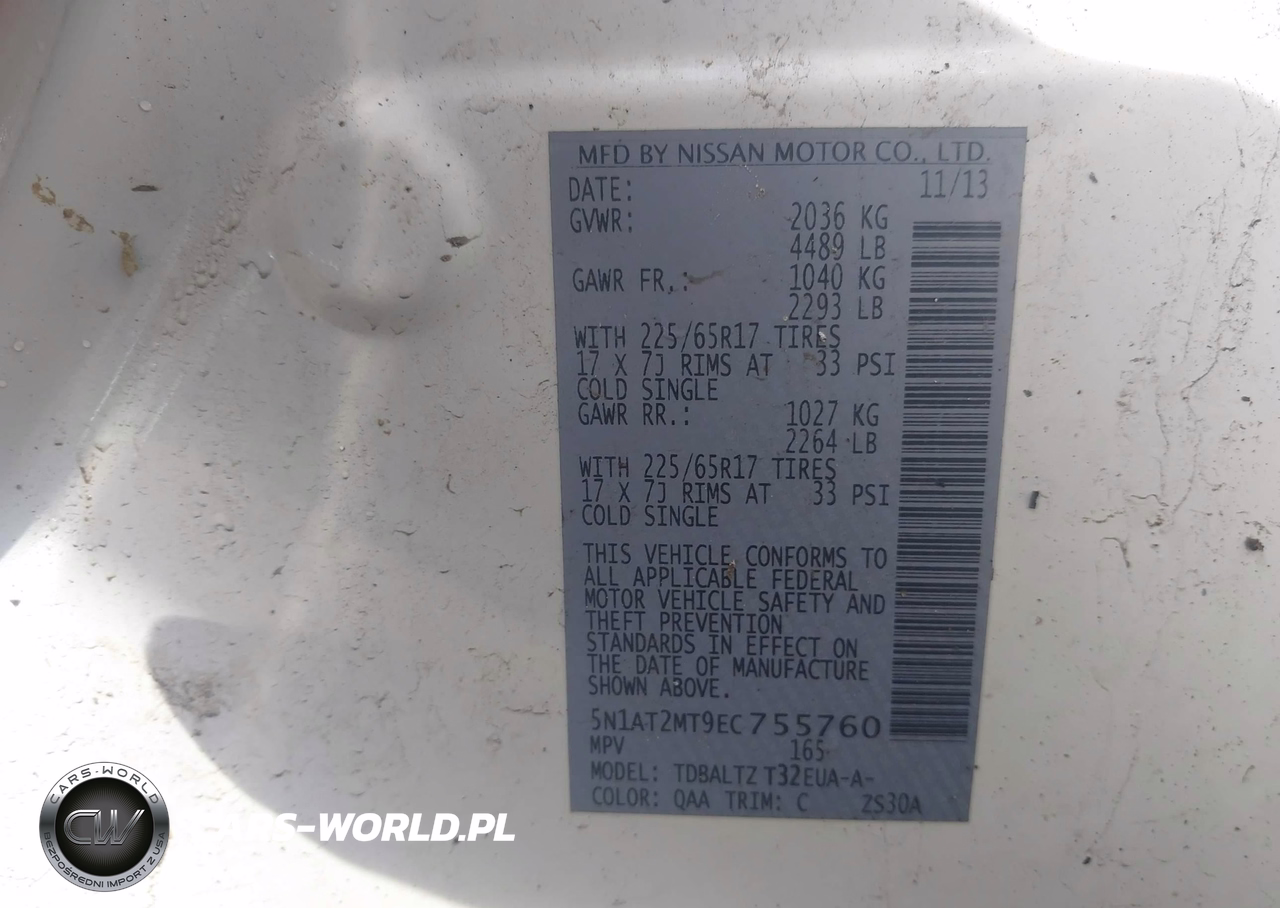 MFD BY NISSAN MOTOR CO., LTD.
DATE: 11/13
GVWR: 2036 KG
4489 LB
GAWR FR,: 1040 KG
2293 LB
WITH 225/65R17 TIRES
17 X 7J RIMS AT 33 PSI
COLD SINGLE
GAWR RR.: 1027 KG
2264 LB
WITH 225/65R17 TIRES
17 X 7J RIMS AT 33 PSI
COLD SINGLE
THIS VEHICLE CONFORMS TO
ALL APPLICABLE FEDERAL
MOTOR VEHICLE SAFETY AND
THEFT PREVENTION
STANDARDS IN EFFECT ON
THE DATE OF MANUFACTURE
SHOWN ABOVE.
5N1AT2MT9EC755760
MPV 165
MODEL: TDBALTZ T32EUA-A-
COLOR: QAA TRIM: C ZS30A
CARS-WORLD
CW
BEZPOŚREDNI IMPORT Z USA
CARS-WORLD.PL